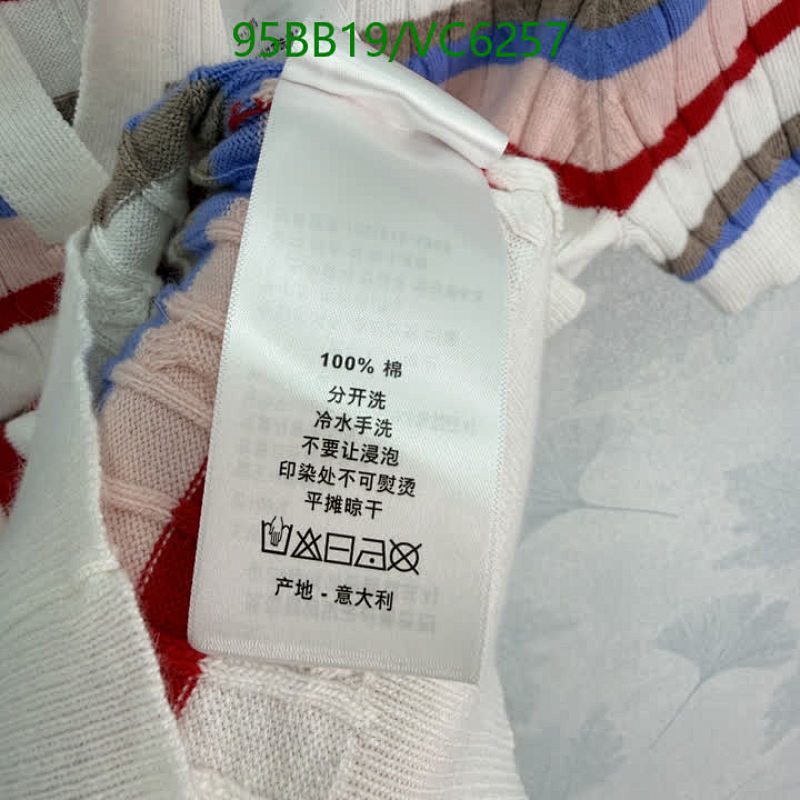 95BB19/VC6257
100% 棉
分开洗
冷水手洗
不要让浸泡
印染处不可熨烫
平摊晾干
产地 - 意大利